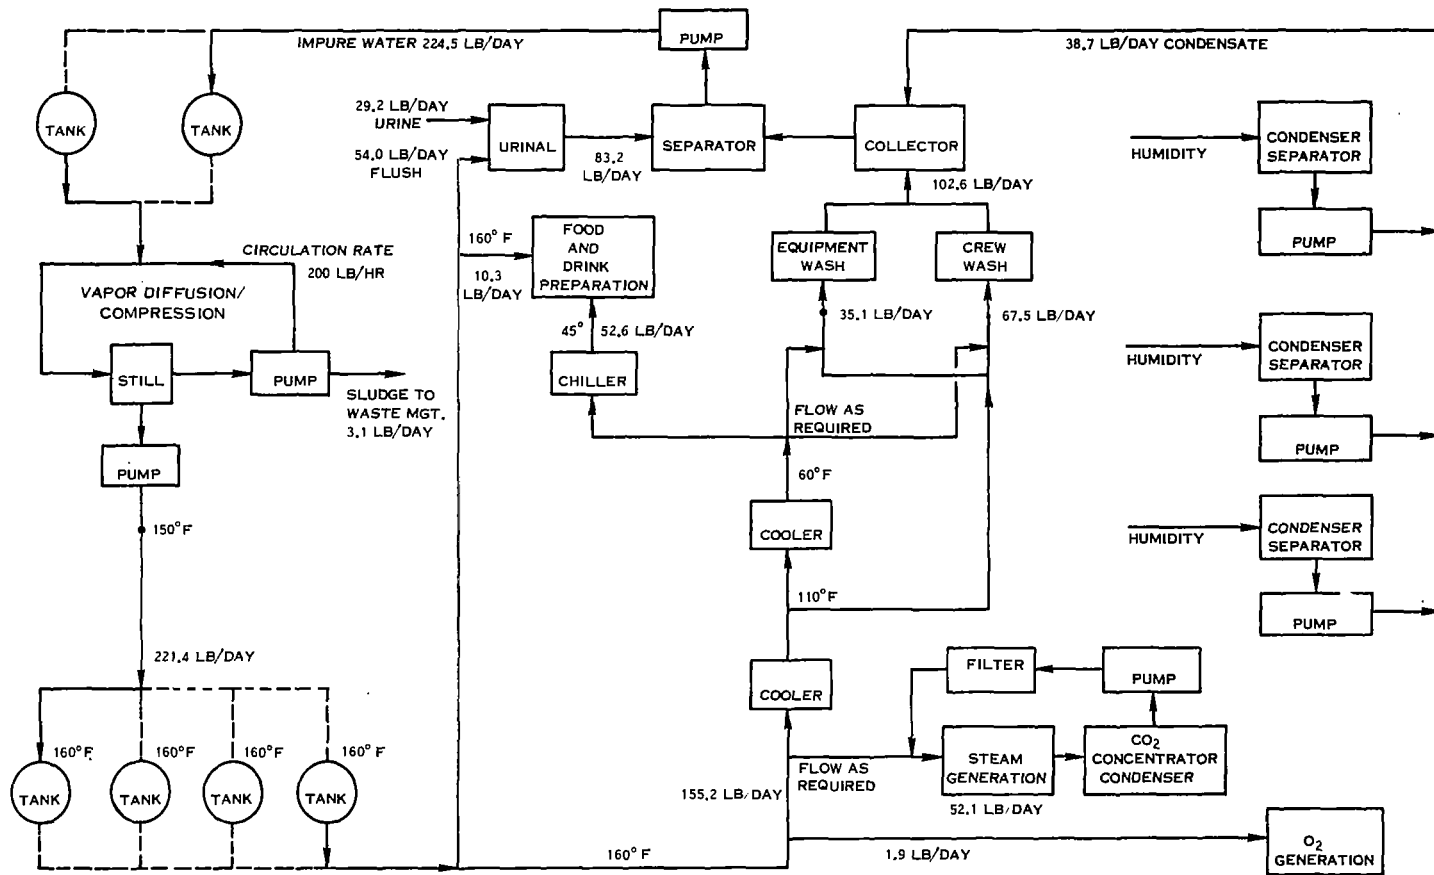 PUMP
IMPURE WATER 224.5 LB/DAY
38.7 LB/DAY CONDENSATE
TANK
TANK
29.2 LB/DAY
URINE
54.0 LB/DAY
FLUSH
URINAL
83.2
LB/DAY
SEPARATOR
COLLECTOR
102.6 LB/DAY
HUMIDITY
CONDENSER
SEPARATOR
PUMP
CIRCULATION RATE
200 LB/HR
VAPOR DIFFUSION/
COMPRESSION
160° F
10.3
LB/DAY
FOOD
AND
DRINK
PREPARATION
EQUIPMENT
WASH
CREW
WASH
45° 52.6 LB/DAY
35.1 LB/DAY
67.5 LB/DAY
STILL
PUMP
SLUDGE TO
WASTE MGT.
3.1 LB/DAY
CHILLER
FLOW AS
REQUIRED
HUMIDITY
CONDENSER
SEPARATOR
PUMP
PUMP
150°F
60°F
COOLER
110°F
HUMIDITY
CONDENSER
SEPARATOR
PUMP
221.4 LB/DAY
COOLER
FILTER
PUMP
160°F
160°F
160°F
160°F
TANK
TANK
TANK
TANK
FLOW AS
REQUIRED
STEAM
GENERATION
52.1 LB/DAY
CO2
CONCENTRATOR
CONDENSER
155.2 LB/DAY
160° F
1.9 LB/DAY
O2
GENERATION